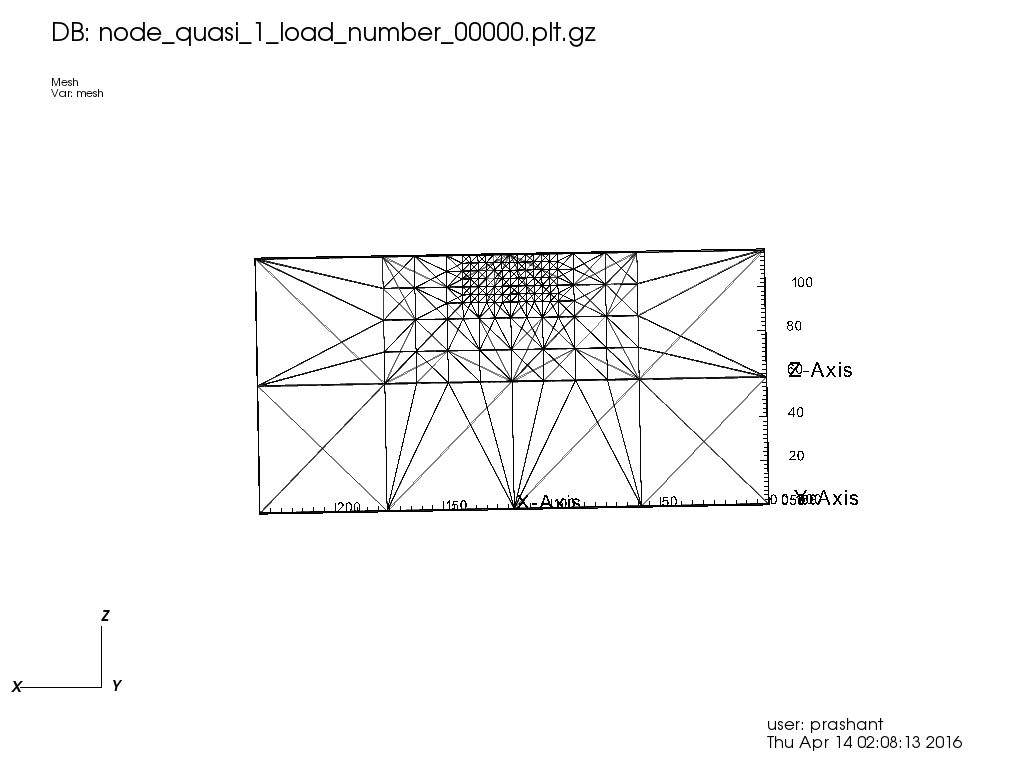 DB: node_quasi_1_load_number_00000.plt.gz
Mesh
Var: mesh
100
80
Z-Axis
40
20
200
150
X-Axis
50
0
Axis
Z
X
Y
user: prashant
Thu Apr 14 02:08:13 2016